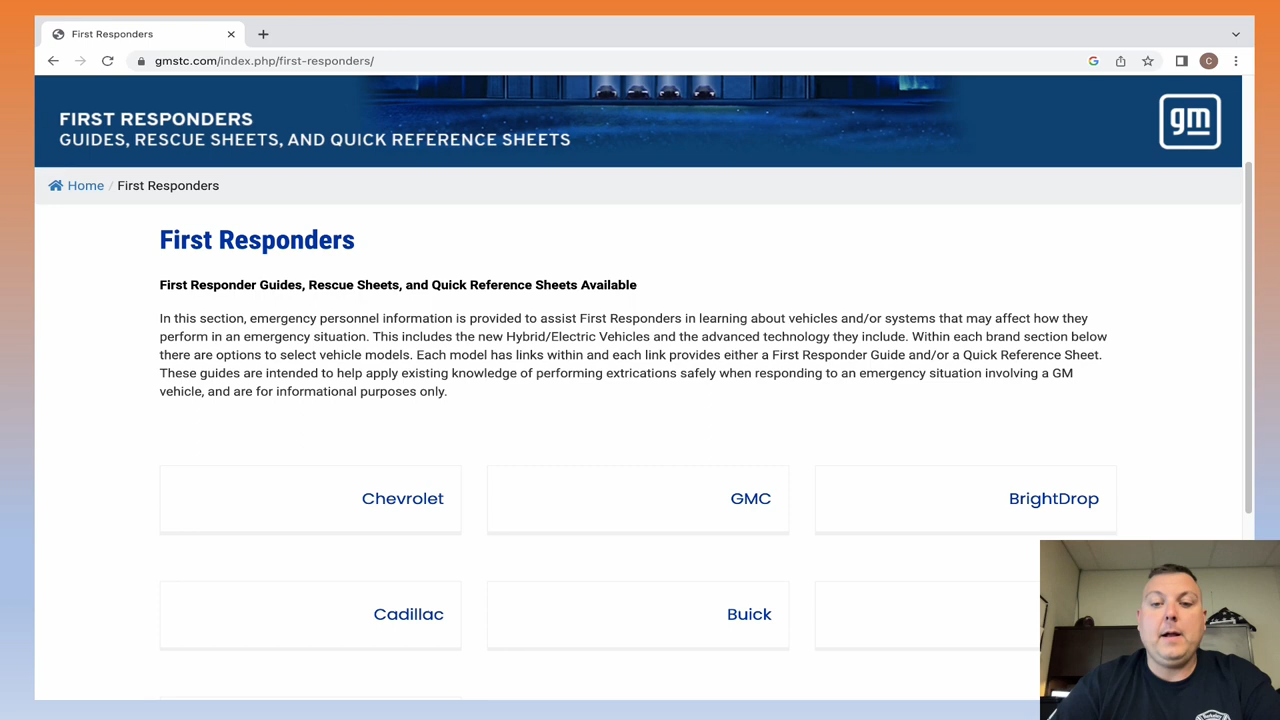 First Responders
gmstc.com/index.php/first-responders/
C
FIRST RESPONDERS
GUIDES, RESCUE SHEETS, AND QUICK REFERENCE SHEETS
gm
Home / First Responders
First Responders
First Responder Guides, Rescue Sheets, and Quick Reference Sheets Available
In this section, emergency personnel information is provided to assist First Responders in learning about vehicles and/or systems that may affect how they
perform in an emergency situation. This includes the new Hybrid/Electric Vehicles and the advanced technology they include. Within each brand section below
there are options to select vehicle models. Each model has links within and each link provides either a First Responder Guide and/or a Quick Reference Sheet.
These guides are intended to help apply existing knowledge of performing extrications safely when responding to an emergency situation involving a GM
vehicle, and are for informational purposes only.
Chevrolet
GMC
BrightDrop
Cadillac
Buick